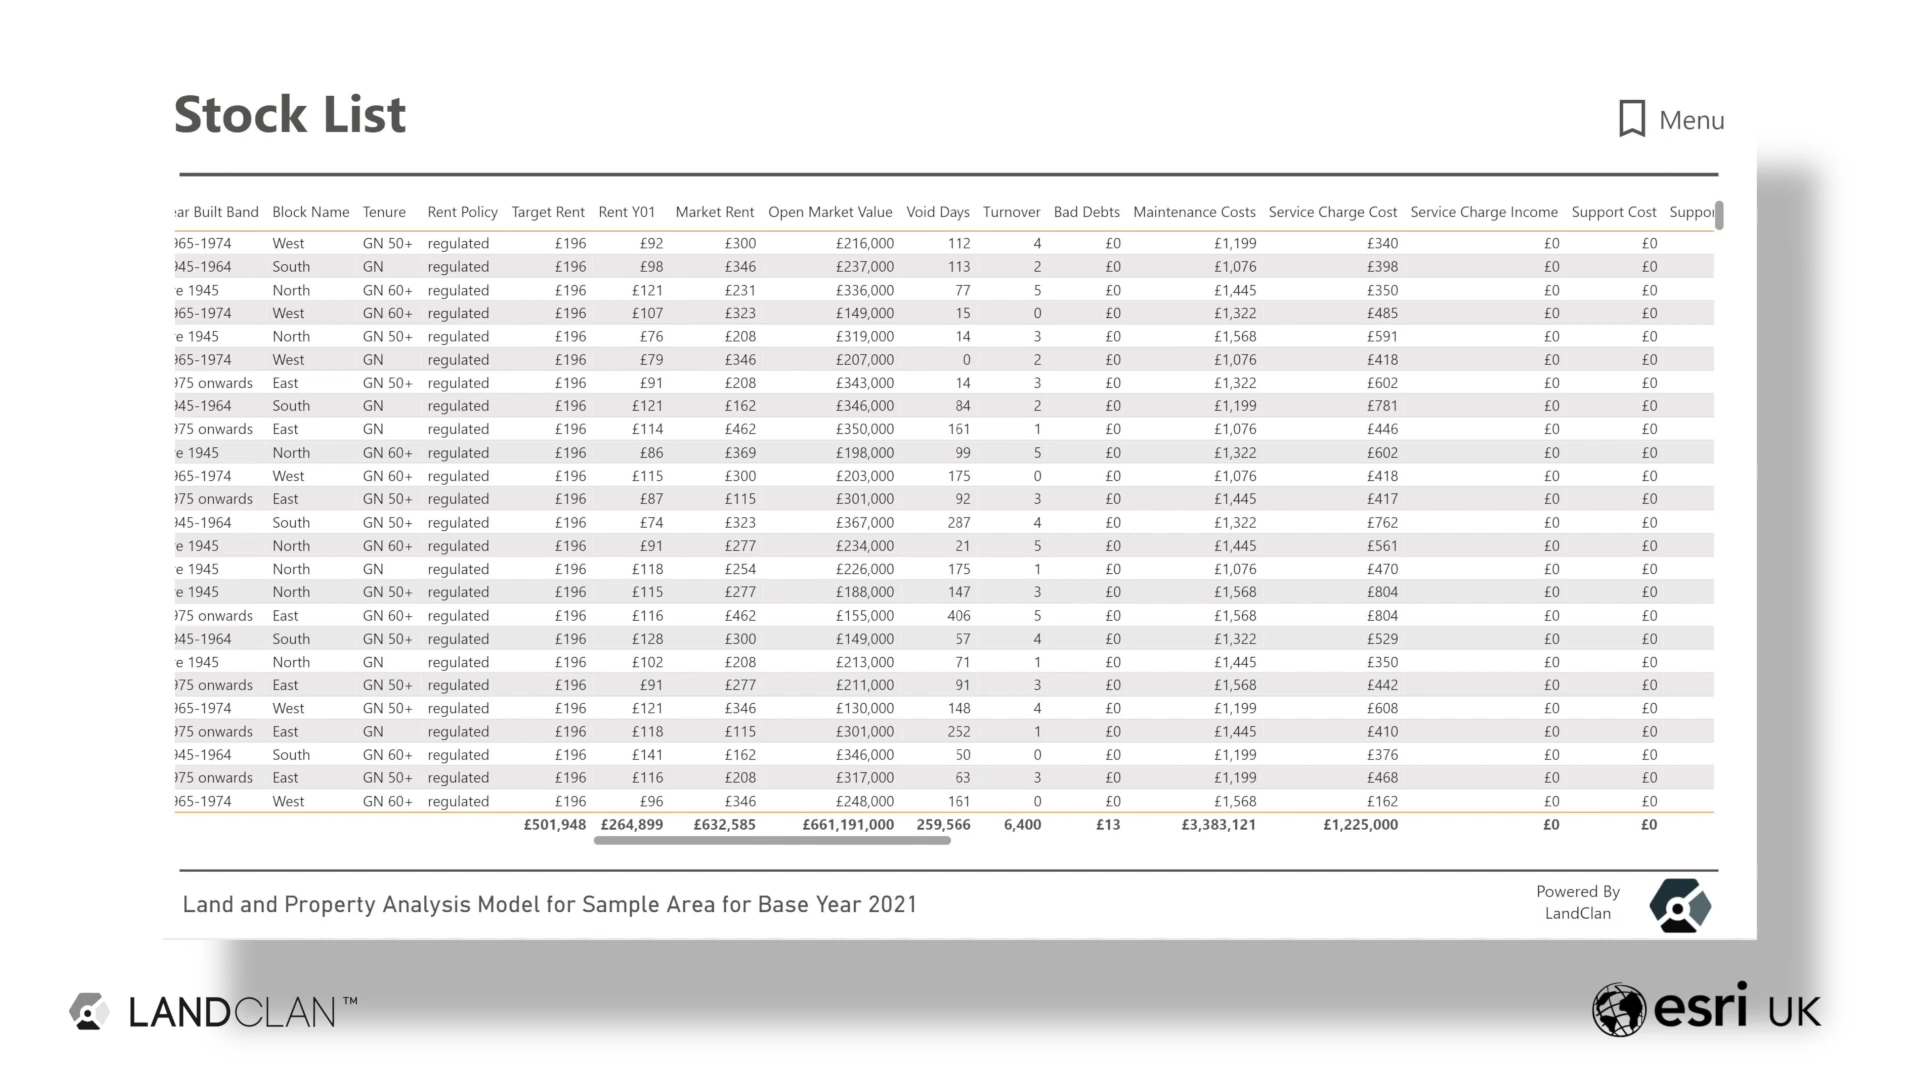 Stock List
Menu
ar Built Band Block Name Tenure Rent Policy Target Rent Rent Y01 Market Rent Open Market Value Void Days Turnover Bad Debts Maintenance Costs Service Charge Cost Service Charge Income Support Cost Suppor
965-1974 West GN 50+ regulated £196 £92 £300 £216,000 112 4 £0 £1,199 £340 £0 £0
945-1964 South GN regulated £196 £98 £346 £237,000 113 2 £0 £1,076 £398 £0 £0
e 1945 North GN 60+ regulated £196 £121 £231 £336,000 77 5 £0 £1,445 £350 £0 £0
965-1974 West GN 60+ regulated £196 £107 £323 £149,000 15 0 £0 £1,322 £485 £0 £0
e 1945 North GN 50+ regulated £196 £76 £208 £319,000 14 3 £0 £1,568 £591 £0 £0
965-1974 West GN regulated £196 £79 £346 £207,000 0 2 £0 £1,076 £418 £0 £0
975 onwards East GN 50+ regulated £196 £91 £208 £343,000 14 3 £0 £1,322 £602 £0 £0
945-1964 South GN regulated £196 £121 £162 £346,000 84 2 £0 £1,199 £781 £0 £0
975 onwards East GN regulated £196 £114 £462 £350,000 161 1 £0 £1,076 £446 £0 £0
e 1945 North GN 60+ regulated £196 £86 £369 £198,000 99 5 £0 £1,322 £602 £0 £0
965-1974 West GN 60+ regulated £196 £115 £300 £203,000 175 0 £0 £1,076 £418 £0 £0
975 onwards East GN 50+ regulated £196 £87 £115 £301,000 92 3 £0 £1,445 £417 £0 £0
945-1964 South GN 50+ regulated £196 £74 £323 £367,000 287 4 £0 £1,322 £762 £0 £0
e 1945 North GN 60+ regulated £196 £91 £277 £234,000 21 5 £0 £1,445 £561 £0 £0
e 1945 North GN regulated £196 £118 £254 £226,000 175 1 £0 £1,076 £470 £0 £0
e 1945 North GN 50+ regulated £196 £115 £277 £188,000 147 3 £0 £1,568 £804 £0 £0
975 onwards East GN 60+ regulated £196 £116 £462 £155,000 406 5 £0 £1,568 £804 £0 £0
945-1964 South GN 50+ regulated £196 £128 £300 £149,000 57 4 £0 £1,322 £529 £0 £0
e 1945 North GN regulated £196 £102 £208 £213,000 71 1 £0 £1,445 £350 £0 £0
975 onwards East GN 50+ regulated £196 £91 £277 £211,000 91 3 £0 £1,568 £442 £0 £0
965-1974 West GN 50+ regulated £196 £121 £346 £130,000 148 4 £0 £1,199 £608 £0 £0
975 onwards East GN regulated £196 £118 £115 £301,000 252 1 £0 £1,445 £410 £0 £0
945-1964 South GN 60+ regulated £196 £141 £162 £346,000 50 0 £0 £1,199 £376 £0 £0
975 onwards East GN 50+ regulated £196 £116 £208 £317,000 63 3 £0 £1,199 £468 £0 £0
965-1974 West GN 60+ regulated £196 £96 £346 £248,000 161 0 £0 £1,568 £162 £0 £0
£501,948 £264,899 £632,585 £661,191,000 259,566 6,400 £13 £3,383,121 £1,225,000 £0 £0
Land and Property Analysis Model for Sample Area for Base Year 2021
Powered By
LandClan
LANDCLAN™
esri UK